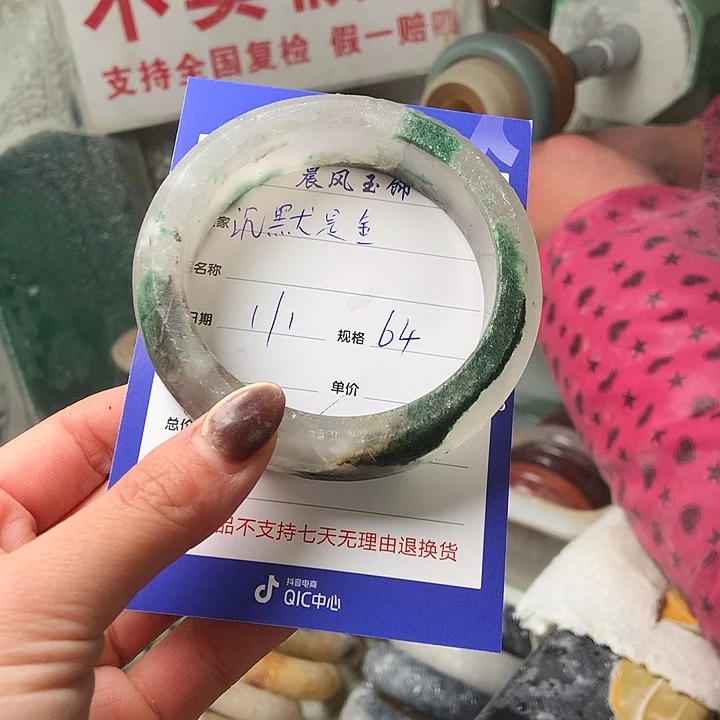 支持全国复检 假一赔
晨风玉饰
家 沉默是金
名称
日期 1/1 规格 64
单价
总价
品不支持七天无理由退换货
抖音电商
QIC中心